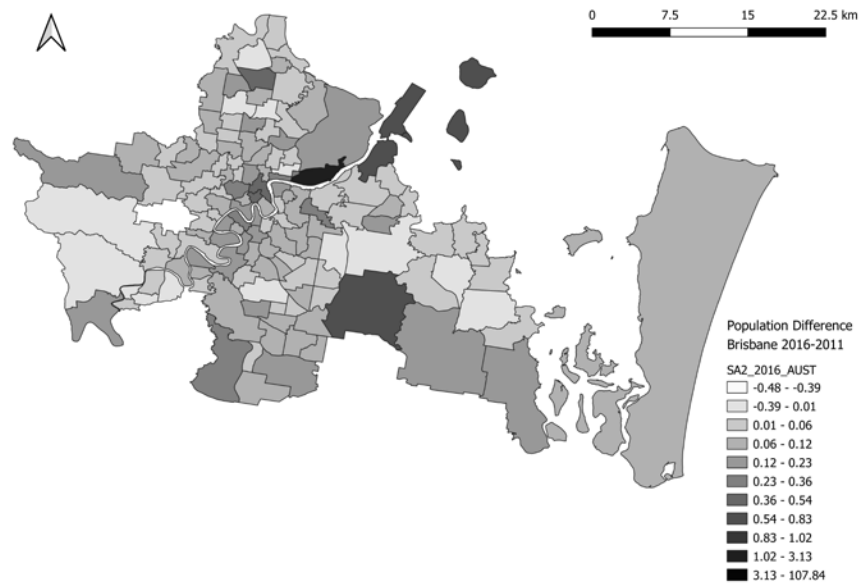 0 7.5 15 22.5 km
Population Difference
Brisbane 2016-2011
SA2_2016_AUST
-0.48 - -0.39
-0.39 - 0.01
0.01 - 0.06
0.06 - 0.12
0.12 - 0.23
0.23 - 0.36
0.36 - 0.54
0.54 - 0.83
0.83 - 1.02
1.02 - 3.13
3.13 - 107.84